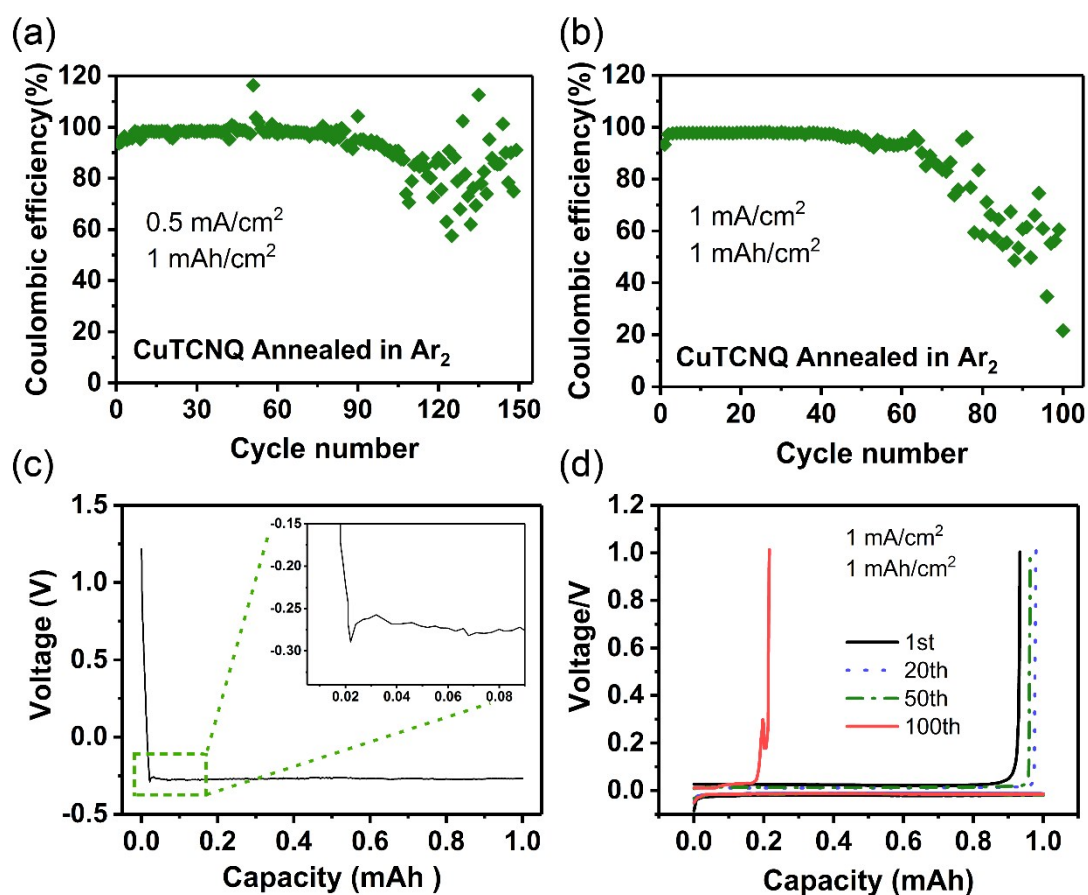 (a)
Coulombic efficiency(%)
120
100
80
60
40
20
0
0.5 mA/cm²
1 mAh/cm²
CuTCNQ Annealed in Ar₂
0 30 60 90 120 150
Cycle number
(b)
Coulombic efficiency(%)
120
100
80
60
40
20
0
1 mA/cm²
1 mAh/cm²
CuTCNQ Annealed in Ar₂
0 20 40 60 80 100
Cycle number
(c)
Voltage (V)
1.5
1.0
0.5
0.0
-0.5
-0.15
-0.20
-0.25
-0.30
0.02 0.04 0.06 0.08
0.0 0.2 0.4 0.6 0.8 1.0
Capacity (mAh )
(d)
Voltage/V
1.2
1.0
0.8
0.6
0.4
0.2
0.0
1 mA/cm²
1 mAh/cm²
1st
20th
50th
100th
0.0 0.2 0.4 0.6 0.8 1.0
Capacity (mAh)